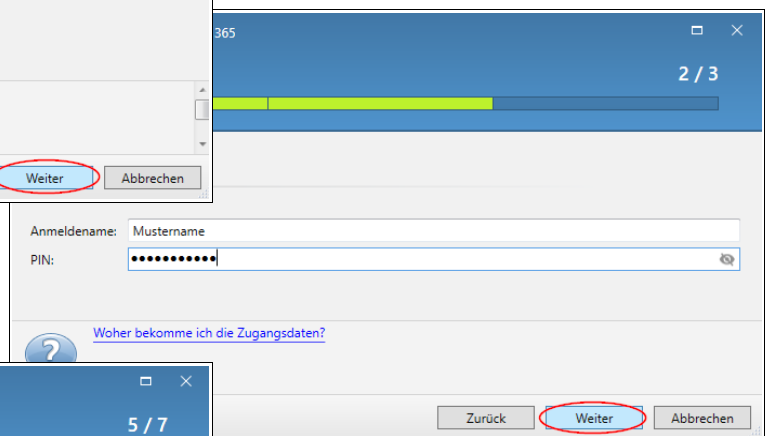 365
2 / 3
Weiter Abbrechen
Anmeldename: Mustername
PIN: •••••••••••
Woher bekomme ich die Zugangsdaten?
?
5 / 7
Zurück Weiter Abbrechen